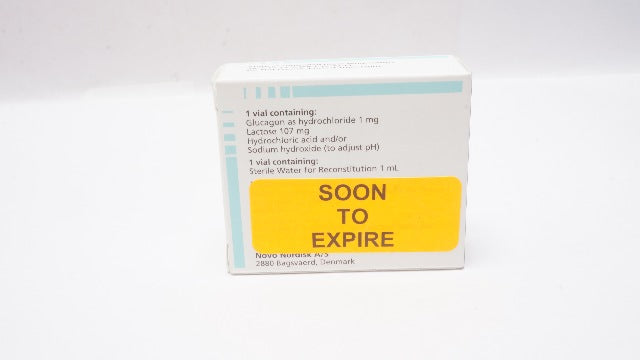 1 vial containing:
Glucagon as hydrochloride 1 mg
Lactose 107 mg
Hydrochloric acid and/or
Sodium hydroxide (to adjust pH)
1 vial containing:
Sterile Water for Reconstitution 1 mL
SOON
TO
EXPIRE
Novo Nordisk A/S
2880 Bagsvaerd, Denmark